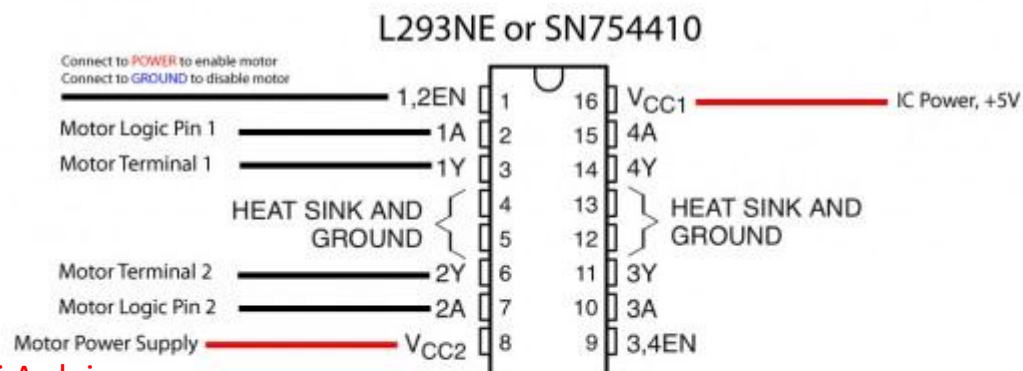 L293NE or SN754410
Connect to POWER to enable motor
Connect to GROUND to disable motor
1,2EN 1 16 VCC1 IC Power, +5V
Motor Logic Pin 1 1A 2 15 4A
Motor Terminal 1 1Y 3 14 4Y
HEAT SINK AND 4 13 HEAT SINK AND
GROUND 5 12 GROUND
Motor Terminal 2 2Y 6 11 3Y
Motor Logic Pin 2 2A 7 10 3A
Motor Power Supply VCC2 8 9 3,4EN